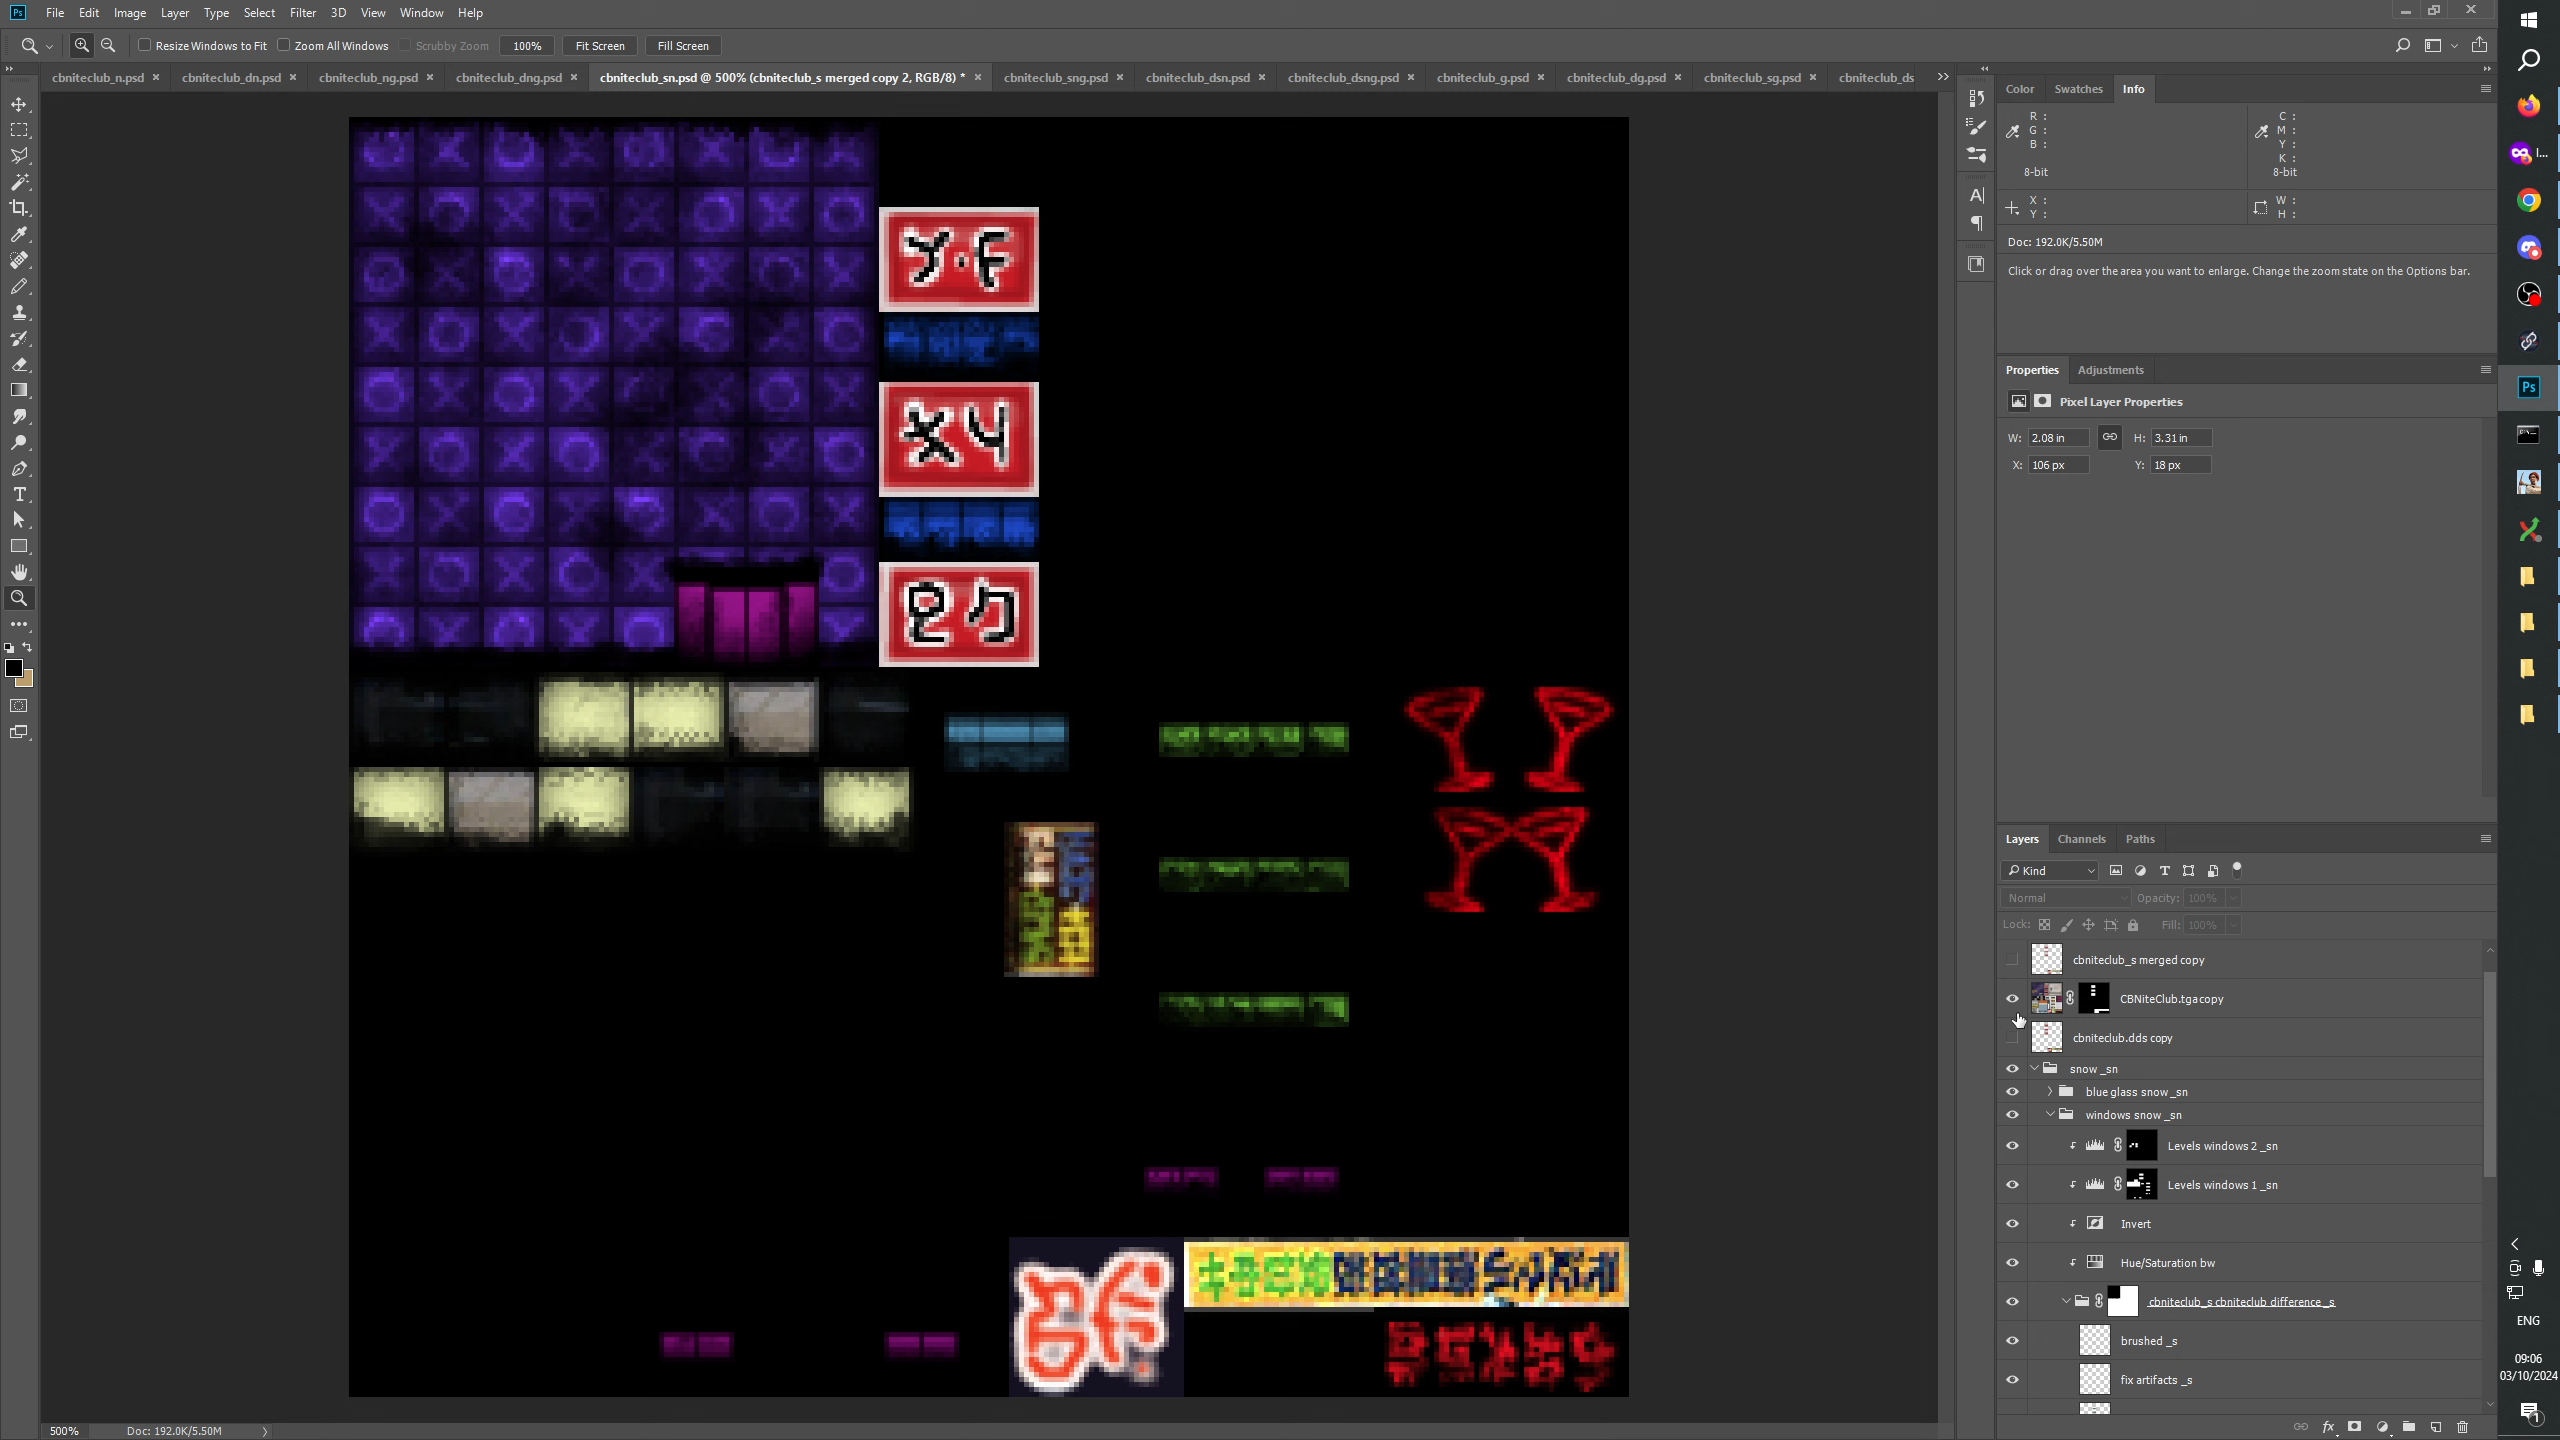 Ps File Edit Image Layer Type Select Filter 3D View Window Help
Resize Windows to Fit Zoom All Windows Scrubby Zoom 100% Fit Screen Fill Screen
cbniteclub_n.psd × cbniteclub_dn.psd × cbniteclub_ng.psd × cbniteclub_dng.psd × cbniteclub_sn.psd @ 500% (cbniteclub_s merged copy 2, RGB/8) * × cbniteclub_sng.psd × cbniteclub_dsn.psd × cbniteclub_dsng.psd × cbniteclub_g.psd × cbniteclub_dg.psd × cbniteclub_sg.psd × cbniteclub_ds
Color Swatches Info
R : C :
G : M :
B : Y :
K :
8-bit 8-bit
X : W :
Y : H :
Doc: 192.0K/5.50M
Click or drag over the area you want to enlarge. Change the zoom state on the Options bar.
Properties Adjustments
Pixel Layer Properties
W: 2.08 in H: 3.31 in
X: 106 px Y: 18 px
Layers Channels Paths
Kind
Normal Opacity: 100%
Lock: Fill: 100%
cbniteclub_s merged copy
CBNiteClub.tga copy
cbniteclub.dds copy
snow _sn
blue glass snow _sn
windows snow _sn
Levels windows 2 _sn
Levels windows 1 _sn
Invert
Hue/Saturation bw
cbniteclub_s cbniteclub difference _s
brushed _s
fix artifacts _s
500% Doc: 192.0K/5.50M
I...
Ps
ENG
09:06
03/10/2024
1